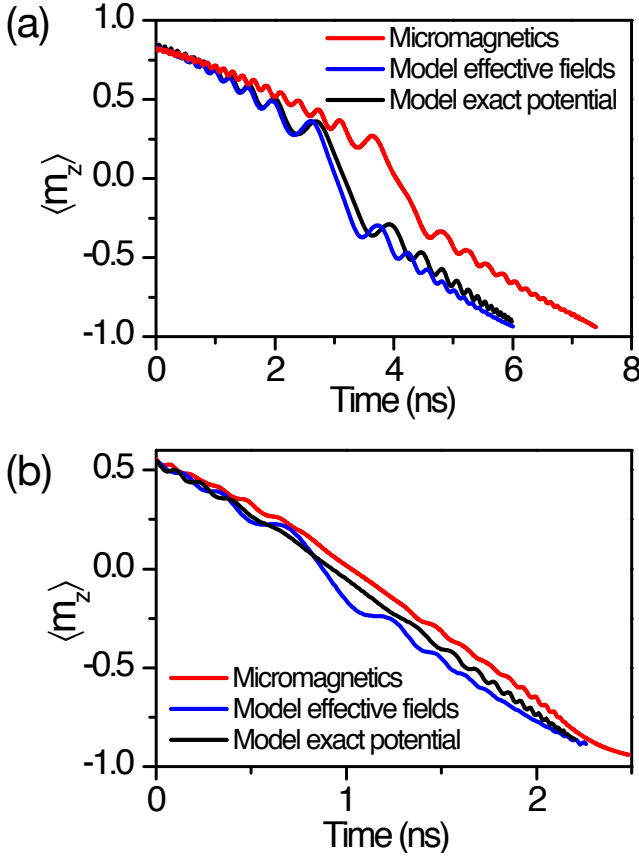 (a)
1.0
0.5
0.0
-0.5
-1.0
⟨m_z⟩
Micromagnetics
Model effective fields
Model exact potential
0 2 4 6 8
Time (ns)
(b)
0.5
0.0
-0.5
-1.0
⟨m_z⟩
Micromagnetics
Model effective fields
Model exact potential
0 1 2
Time (ns)